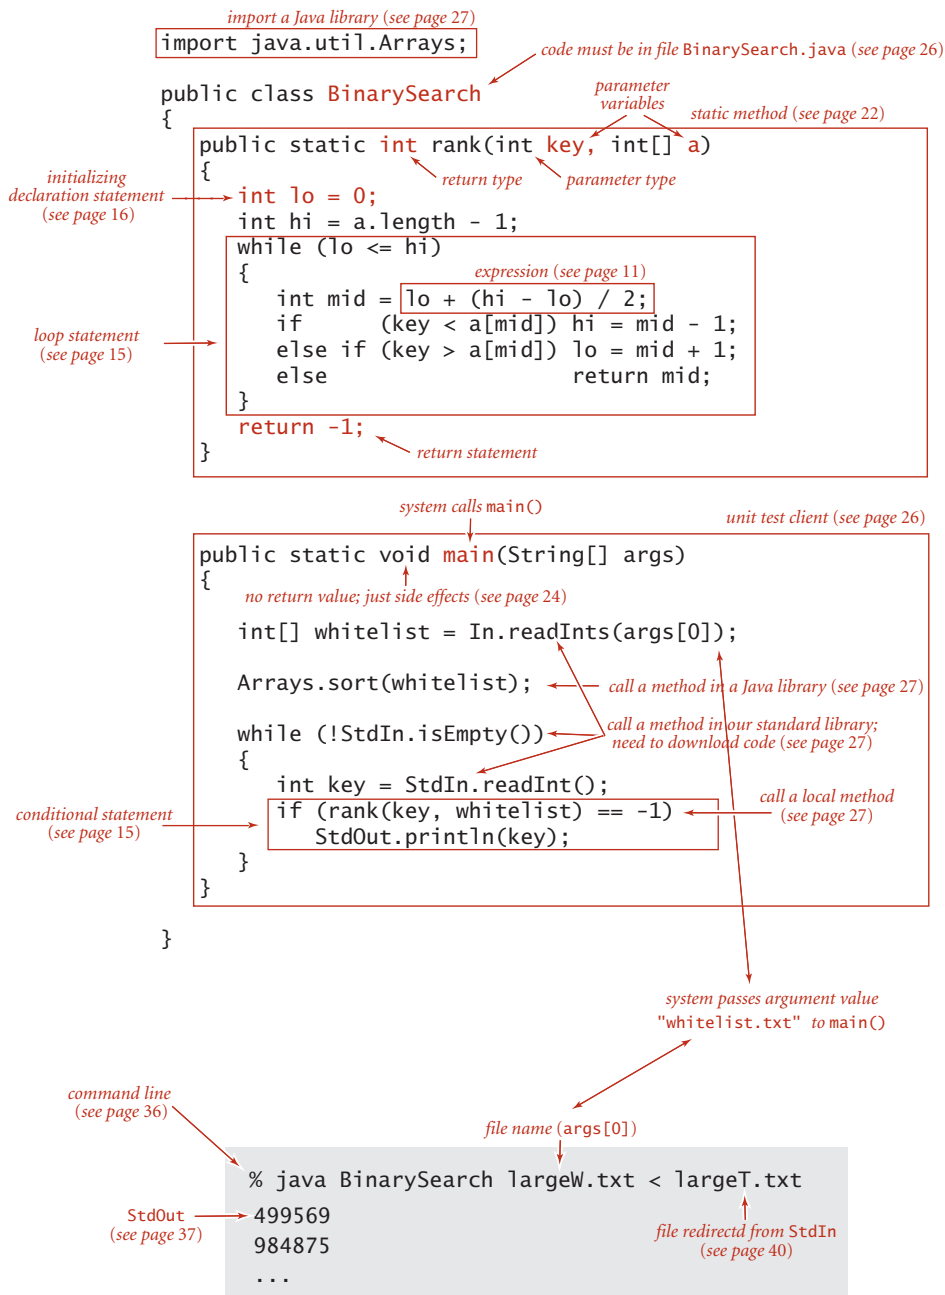 import a Java library (see page 27)
import java.util.Arrays;
code must be in file BinarySearch.java (see page 26)
public class BinarySearch
parameter
variables
{
static method (see page 22)
public static int rank(int key, int[] a)
{
return type
parameter type
initializing
declaration statement
(see page 16)
int lo = 0;
int hi = a.length - 1;
while (lo <= hi)
{
expression (see page 11)
int mid = lo + (hi - lo) / 2;
if (key < a[mid]) hi = mid - 1;
loop statement
(see page 15)
else if (key > a[mid]) lo = mid + 1;
else return mid;
}
return -1;
return statement
}
system calls main()
unit test client (see page 26)
public static void main(String[] args)
{
no return value; just side effects (see page 24)
int[] whitelist = In.readInts(args[0]);
Arrays.sort(whitelist);
call a method in a Java library (see page 27)
while (!StdIn.isEmpty())
call a method in our standard library;
need to download code (see page 27)
{
int key = StdIn.readInt();
conditional statement
(see page 15)
if (rank(key, whitelist) == -1)
StdOut.println(key);
call a local method
(see page 27)
}
}
}
system passes argument value
"whitelist.txt" to main()
command line
(see page 36)
file name (args[0])
% java BinarySearch largeW.txt < largeT.txt
StdOut
(see page 37)
499569
984875
...
file redirectd from StdIn
(see page 40)